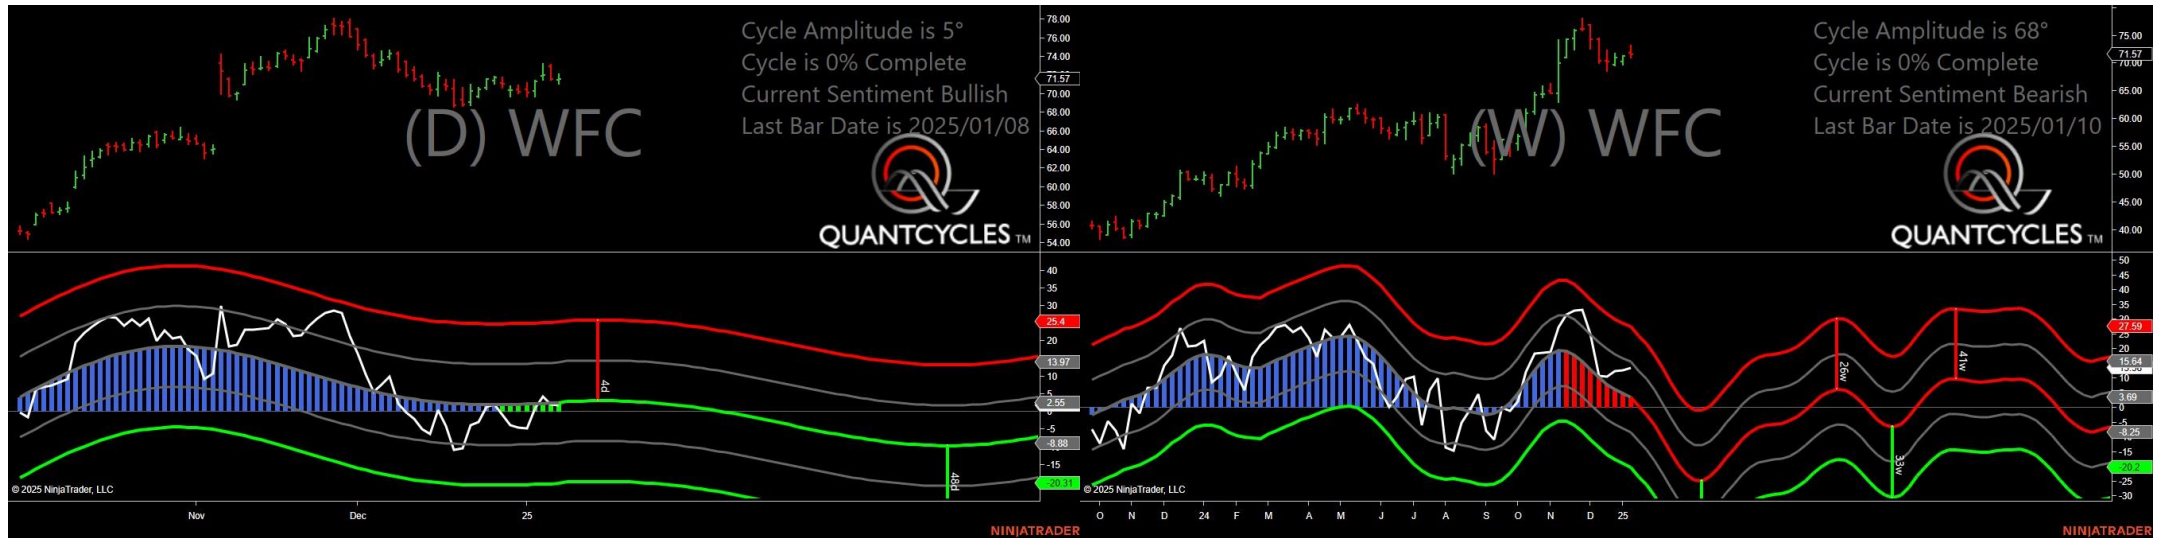 Cycle Amplitude is 5°
Cycle is 0% Complete
Current Sentiment Bullish
Last Bar Date is 2025/01/08
(D) WFC
QUANTCYCLES TM
78.00
76.00
74.00
71.57
70.00
68.00
66.00
64.00
62.00
60.00
58.00
56.00
54.00
40
35
30
25.4
20
13.97
10
5
2.55
-5
-8.88
-15
-20.31
4d
48d
© 2025 NinjaTrader, LLC
Nov
Dec
25
NINJATRADER
Cycle Amplitude is 68°
Cycle is 0% Complete
Current Sentiment Bearish
Last Bar Date is 2025/01/10
(W) WFC
QUANTCYCLES TM
75.00
71.57
70.00
65.00
60.00
55.00
50.00
45.00
40.00
50
45
40
35
30
27.59
20
15.64
10
3.69
0
-5
-8.25
-15
-20.2
-25
-30
26w
41w
33w
© 2025 NinjaTrader, LLC
O N D 24 F M A M J J A S O N D 25
NINJATRADER